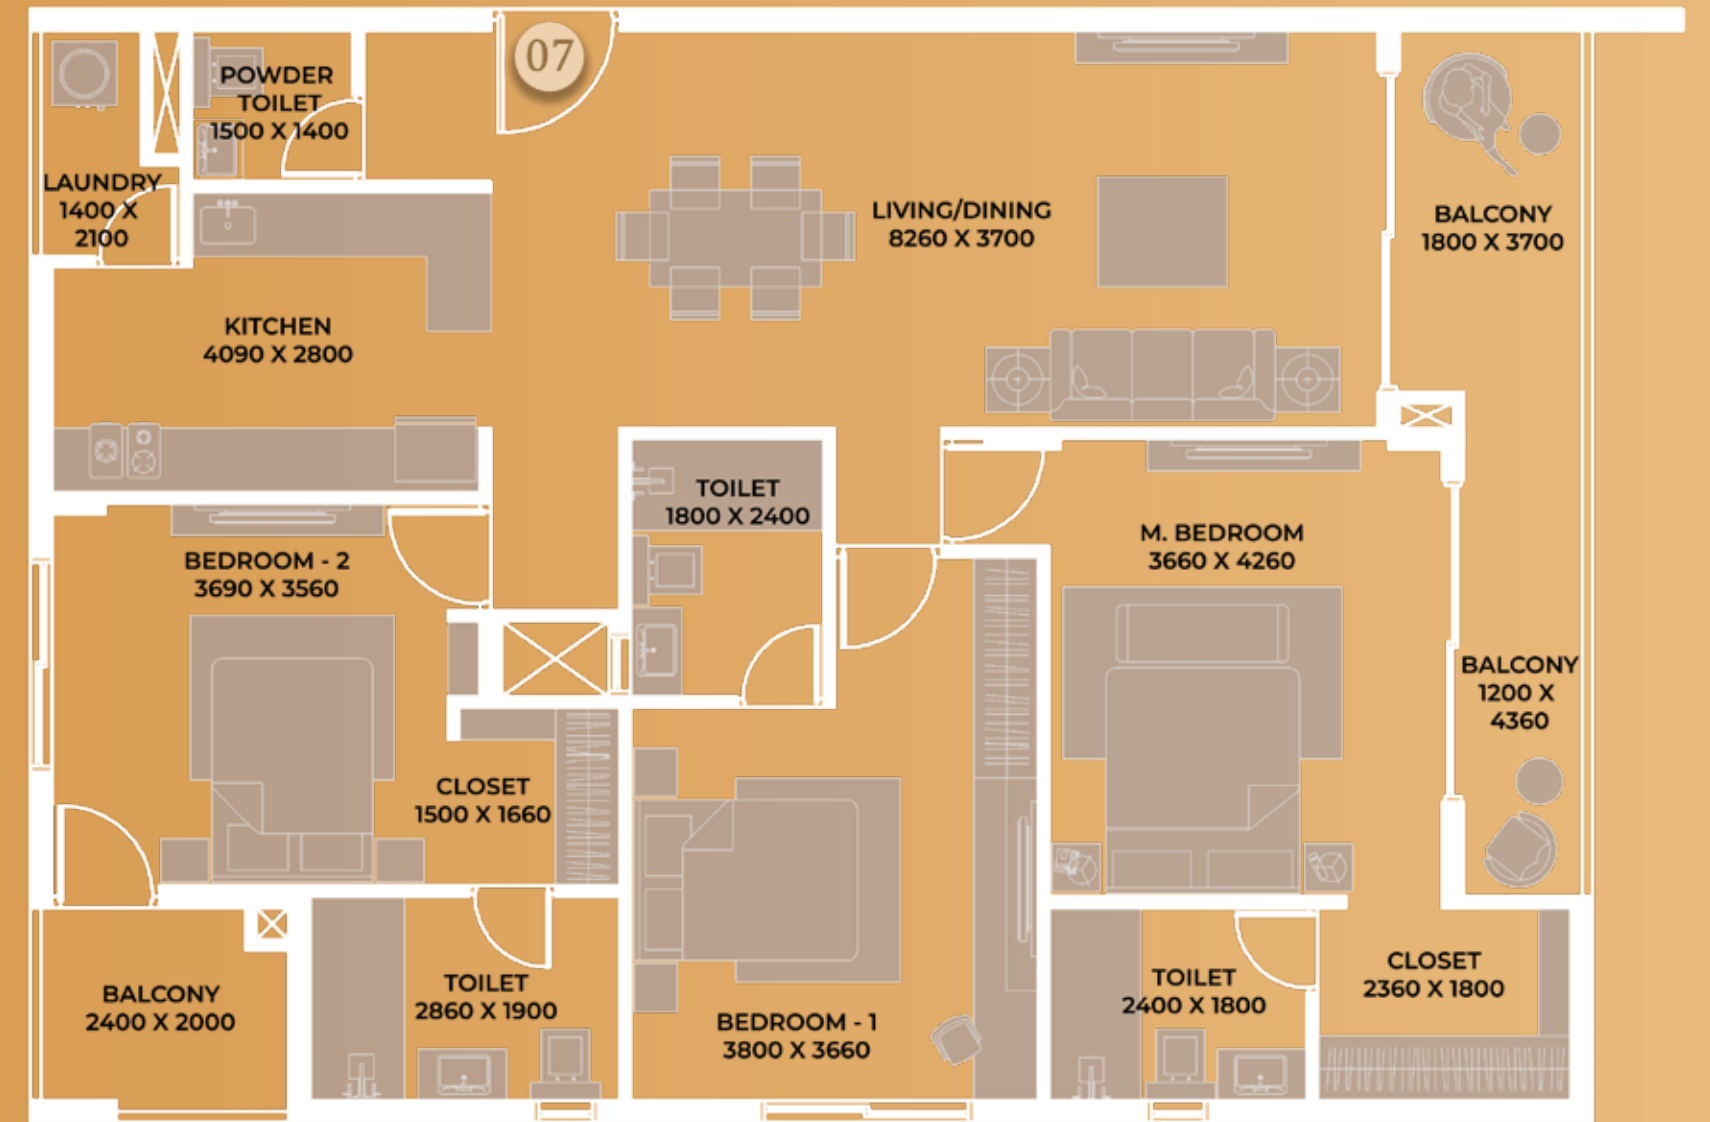 07
POWDER
TOILET
1500 X 1400
LAUNDRY
1400 X
2100
LIVING/DINING
8260 X 3700
BALCONY
1800 X 3700
KITCHEN
4090 X 2800
TOILET
1800 X 2400
M. BEDROOM
3660 X 4260
BEDROOM - 2
3690 X 3560
BALCONY
1200 X
4360
CLOSET
1500 X 1660
BALCONY
2400 X 2000
TOILET
2860 X 1900
BEDROOM - 1
3800 X 3660
TOILET
2400 X 1800
CLOSET
2360 X 1800